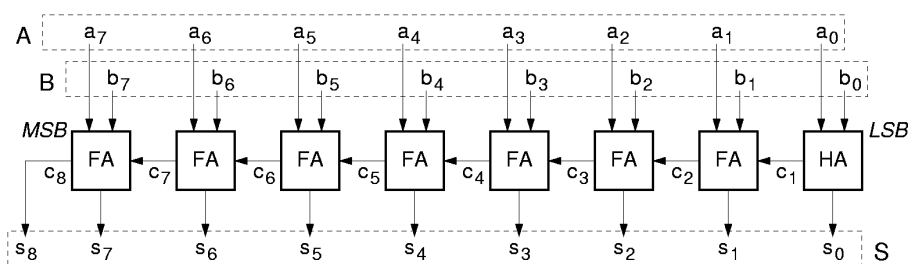 A a7 a6 a5 a4 a3 a2 a1 a0
B b7 b6 b5 b4 b3 b2 b1 b0
MSB LSB
FA FA FA FA FA FA FA HA
c8 c7 c6 c5 c4 c3 c2 c1
s8 s7 s6 s5 s4 s3 s2 s1 s0 S